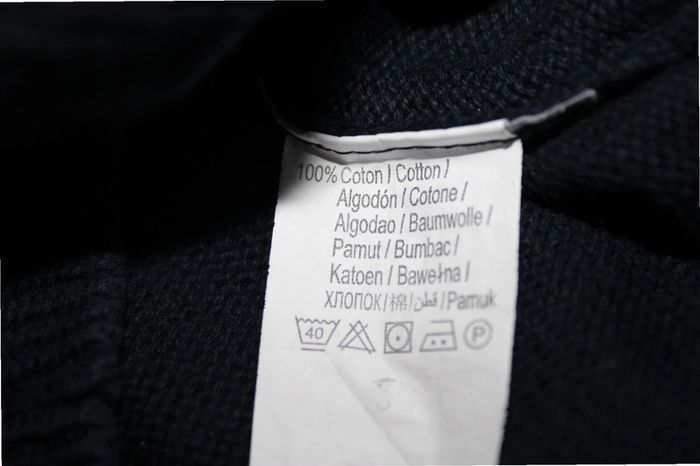 100% Coton / Cotton /
Algodón / Cotone /
Algodao / Baumwolle /
Pamut / Bumbac /
Katoen / Bawełna /
ХЛОПОК / 棉 / قطن / Pamuk
40 P